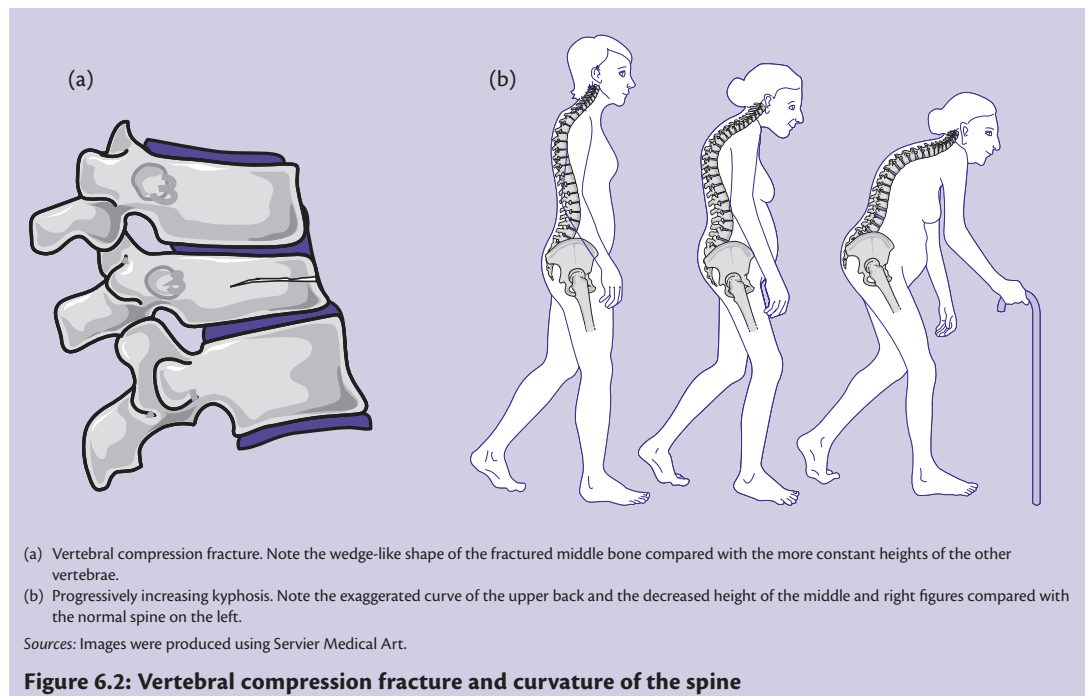 (a)
(b)
(a) Vertebral compression fracture. Note the wedge-like shape of the fractured middle bone compared with the more constant heights of the other
vertebrae.
(b) Progressively increasing kyphosis. Note the exaggerated curve of the upper back and the decreased height of the middle and right figures compared with
the normal spine on the left.
Sources: Images were produced using Servier Medical Art.
Figure 6.2: Vertebral compression fracture and curvature of the spine